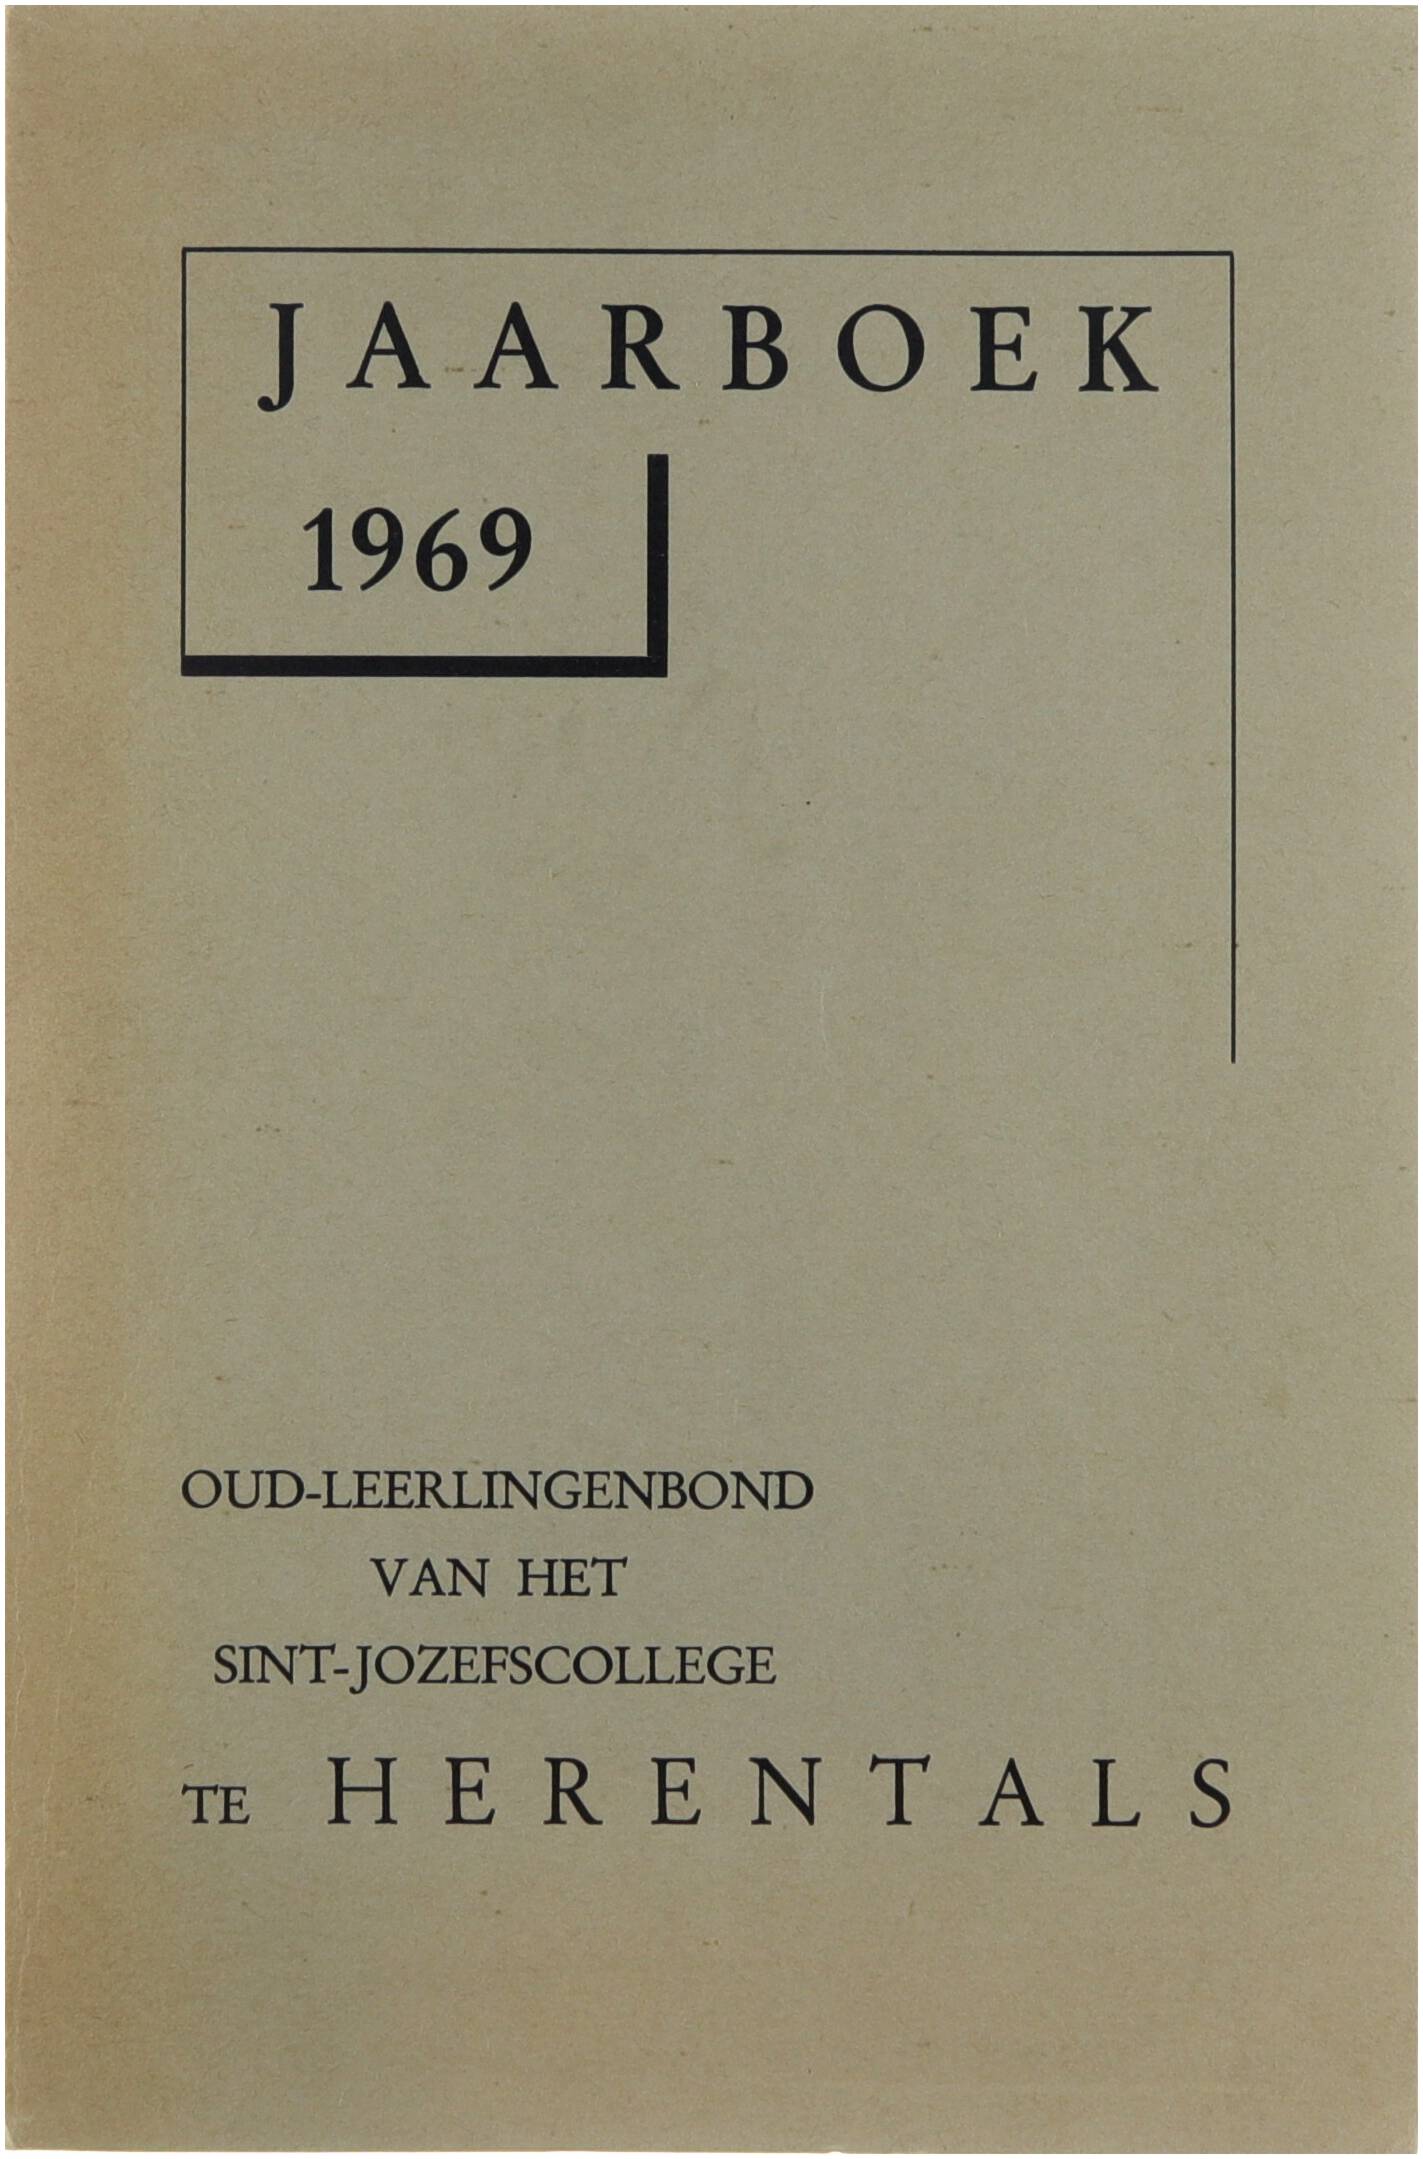 JAARBOEK
1969
OUD-LEERLINGENBOND
VAN HET
SINT-JOZEFSCOLLEGE
TE HERENTALS